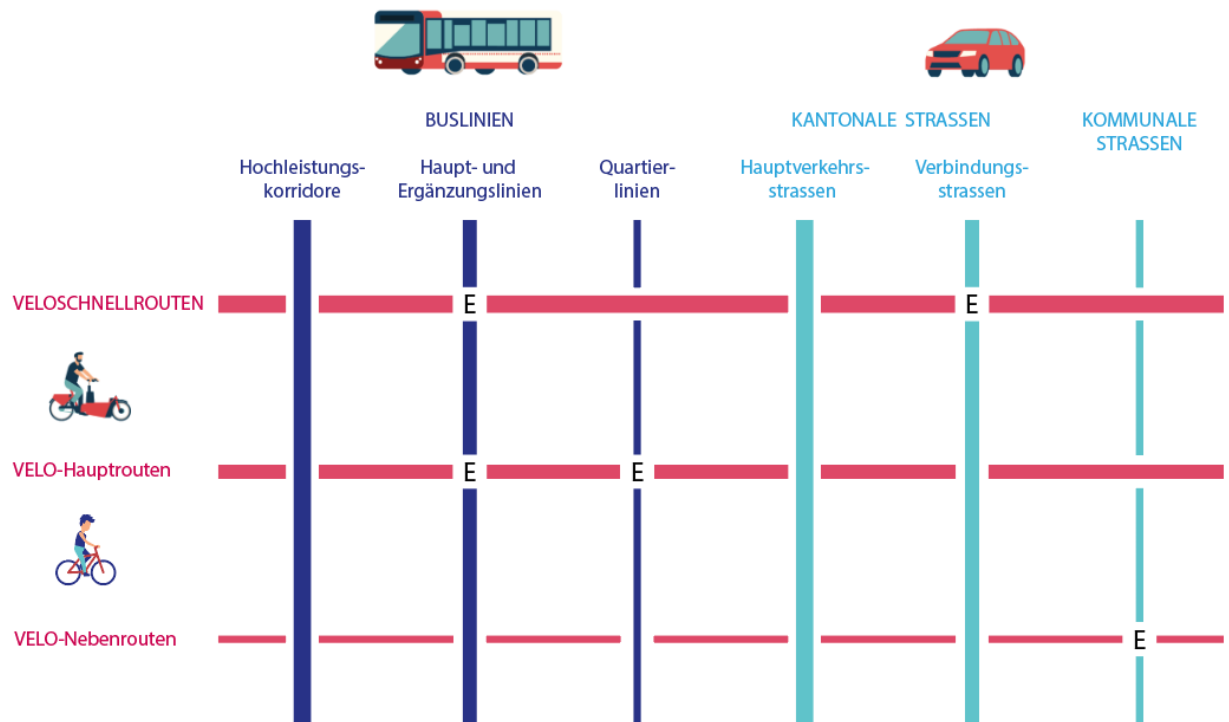 BUSLINIEN
KANTONALE STRASSEN
KOMMUNALE
STRASSEN
Hochleistungs-
korridore
Haupt- und
Ergänzungslinien
Quartier-
linien
Hauptverkehrs-
strassen
Verbindungs-
strassen
VELOSCHNELLROUTEN
E
E
VELO-Hauptrouten
E
E
VELO-Nebenrouten
E